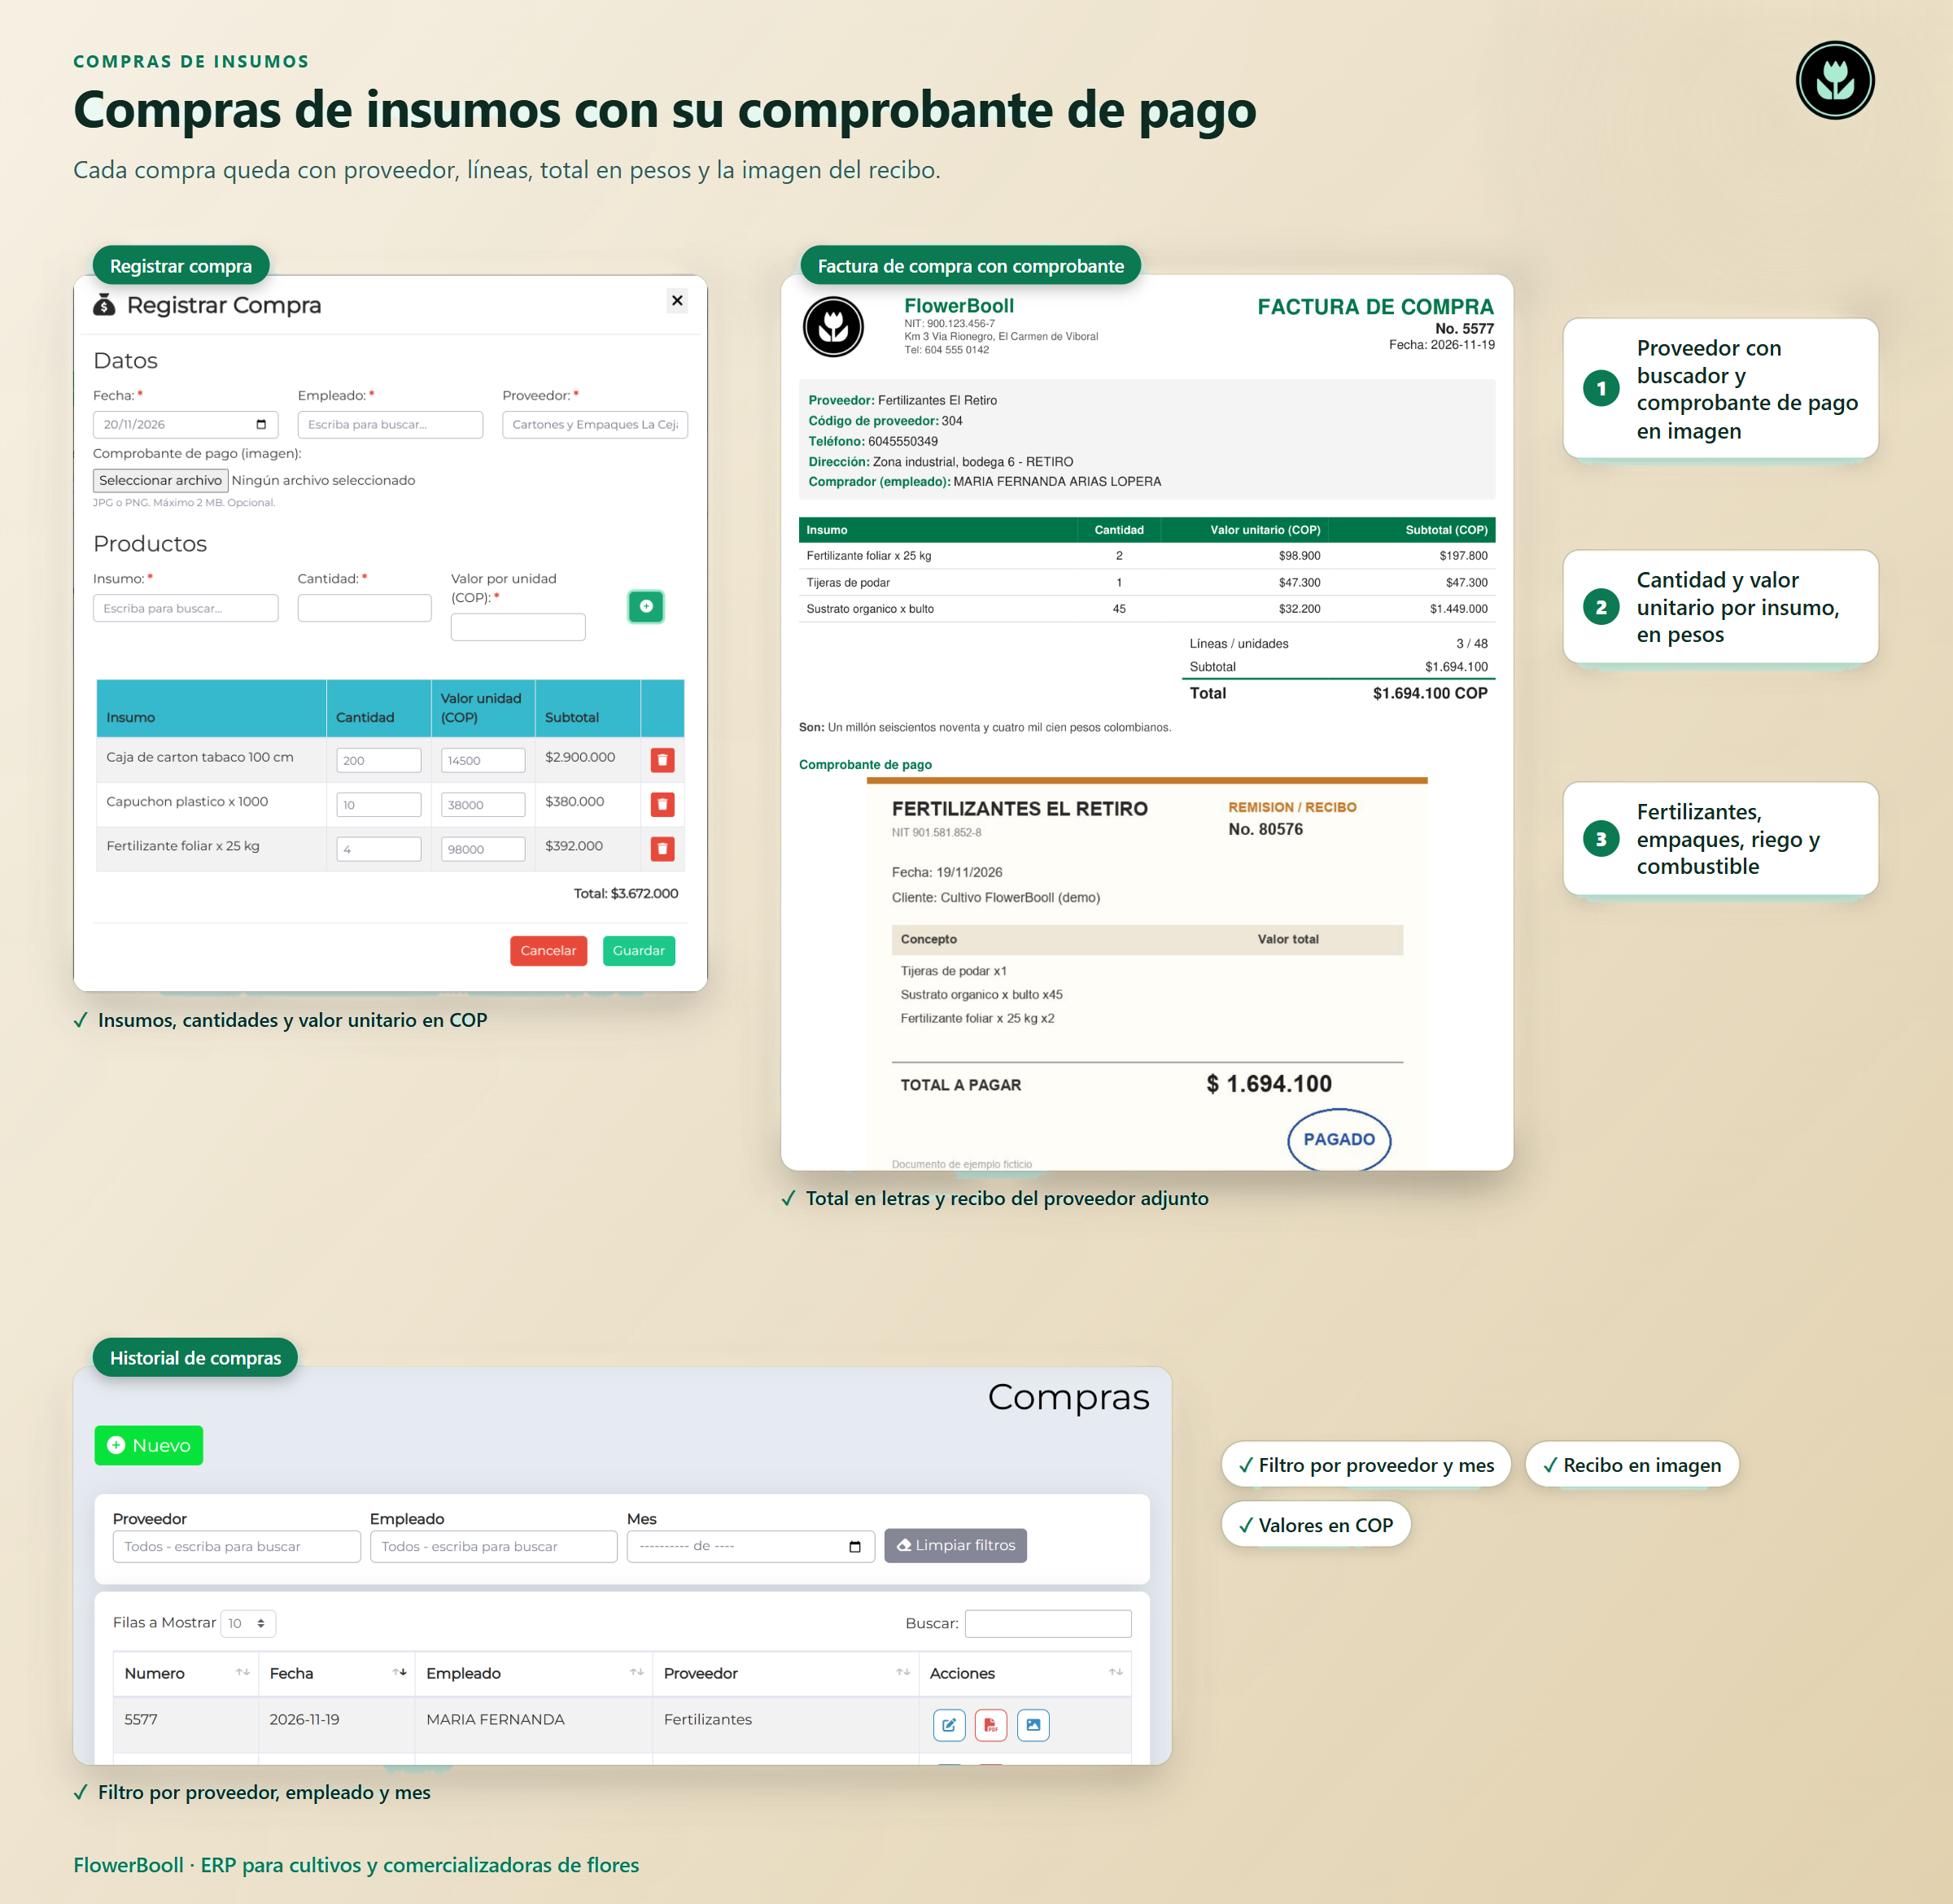 COMPRAS DE INSUMOS
Compras de insumos con su comprobante de pago
Cada compra queda con proveedor, líneas, total en pesos y la imagen del recibo.
Registrar compra
Registrar Compra
Datos
Fecha: * Empleado: * Proveedor: *
20/11/2026 Escriba para buscar... Cartones y Empaques La Cej
Comprobante de pago (imagen):
Seleccionar archivo Ningún archivo seleccionado
JPG o PNG. Máximo 2 MB. Opcional.
Productos
Insumo: * Cantidad: * Valor por unidad
(COP): *
Escriba para buscar...
Insumo Cantidad Valor unidad (COP) Subtotal
Caja de carton tabaco 100 cm 200 14500 $2.900.000
Capuchon plastico x 1000 10 38000 $380.000
Fertilizante foliar x 25 kg 4 98000 $392.000
Total: $3.672.000
Cancelar Guardar
✓ Insumos, cantidades y valor unitario en COP
Factura de compra con comprobante
FlowerBooll
NIT: 900.123.456-7
Km 3 Via Rionegro, El Carmen de Viboral
Tel: 604 555 0142
FACTURA DE COMPRA
No. 5577
Fecha: 2026-11-19
Proveedor: Fertilizantes El Retiro
Código de proveedor: 304
Teléfono: 6045550349
Dirección: Zona industrial, bodega 6 - RETIRO
Comprador (empleado): MARIA FERNANDA ARIAS LOPERA
Insumo Cantidad Valor unitario (COP) Subtotal (COP)
Fertilizante foliar x 25 kg 2 $98.900 $197.800
Tijeras de podar 1 $47.300 $47.300
Sustrato organico x bulto 45 $32.200 $1.449.000
Líneas / unidades 3 / 48
Subtotal $1.694.100
Total $1.694.100 COP
Son: Un millón seiscientos noventa y cuatro mil cien pesos colombianos.
Comprobante de pago
FERTILIZANTES EL RETIRO
NIT 901.581.852-8
REMISION / RECIBO
No. 80576
Fecha: 19/11/2026
Cliente: Cultivo FlowerBooll (demo)
Concepto Valor total
Tijeras de podar x1
Sustrato organico x bulto x45
Fertilizante foliar x 25 kg x2
TOTAL A PAGAR $ 1.694.100
PAGADO
Documento de ejemplo ficticio
✓ Total en letras y recibo del proveedor adjunto
1 Proveedor con
buscador y
comprobante de pago
en imagen
2 Cantidad y valor
unitario por insumo,
en pesos
3 Fertilizantes,
empaques, riego y
combustible
Historial de compras
Compras
Nuevo
Proveedor Empleado Mes
Todos - escriba para buscar Todos - escriba para buscar ---------- de ---- Limpiar filtros
Filas a Mostrar 10 Buscar:
Numero Fecha Empleado Proveedor Acciones
5577 2026-11-19 MARIA FERNANDA Fertilizantes PDF
✓ Filtro por proveedor, empleado y mes
✓ Filtro por proveedor y mes ✓ Recibo en imagen
✓ Valores en COP
FlowerBooll · ERP para cultivos y comercializadoras de flores